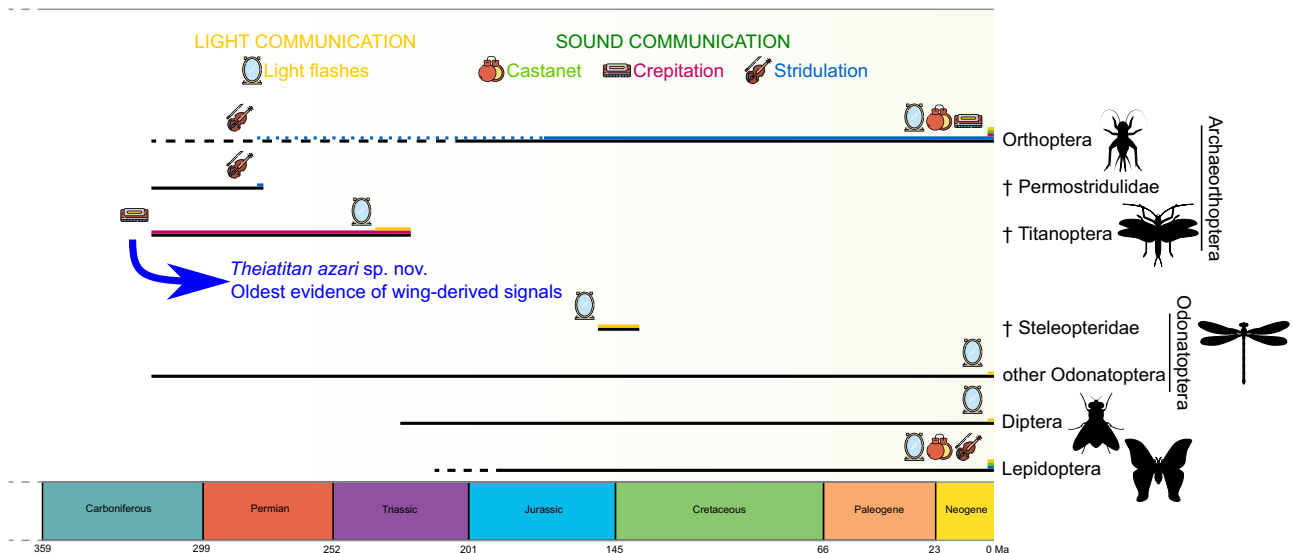 LIGHT COMMUNICATION
SOUND COMMUNICATION
Light flashes
Castanet
Crepitation
Stridulation
Orthoptera
† Permostridulidae
† Titanoptera
Archaeorthoptera
Theiatitan azari sp. nov.
Oldest evidence of wing-derived signals
† Steleopteridae
other Odonatoptera
Odonatoptera
Diptera
Lepidoptera
Carboniferous
Permian
Triassic
Jurassic
Cretaceous
Paleogene
Neogene
359
299
252
201
145
66
23
0 Ma